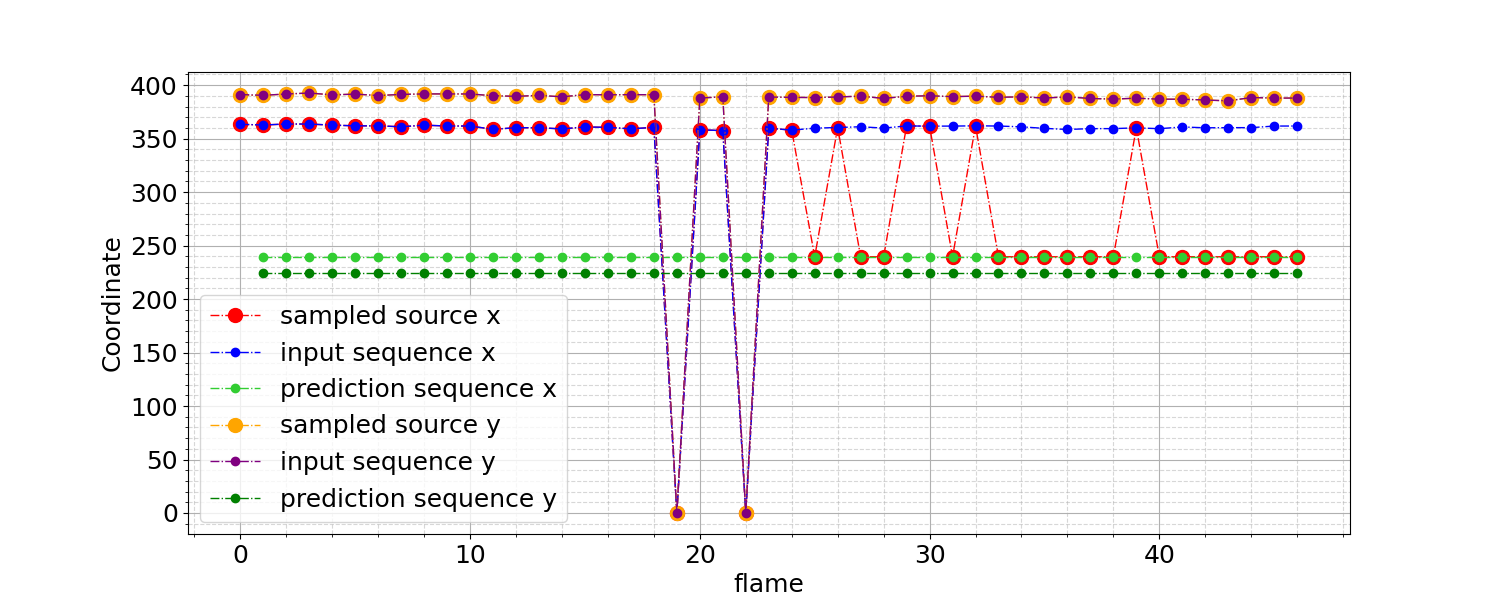 400
350
300
250
200
150
100
50
0
Coordinate
sampled source x
input sequence x
prediction sequence x
sampled source y
input sequence y
prediction sequence y
0 10 20 30 40
flame